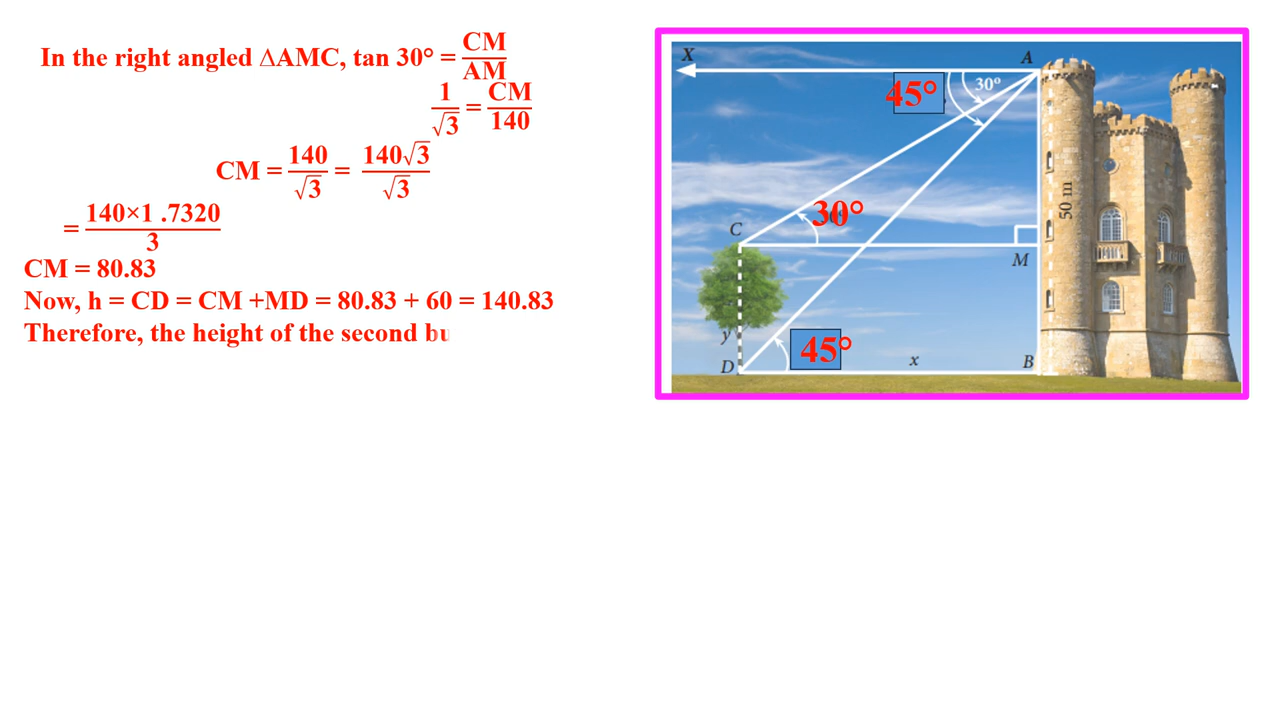 In the right angled ∆AMC, tan 30° = CM/AM
1/√3 = CM/140
CM = 140/√3 = 140√3/√3
= 140×1 .7320/3
CM = 80.83
Now, h = CD = CM +MD = 80.83 + 60 = 140.83
Therefore, the height of the second bu
X
A
45°
30°
50 m
30°
C
M
y
45°
D
x
B